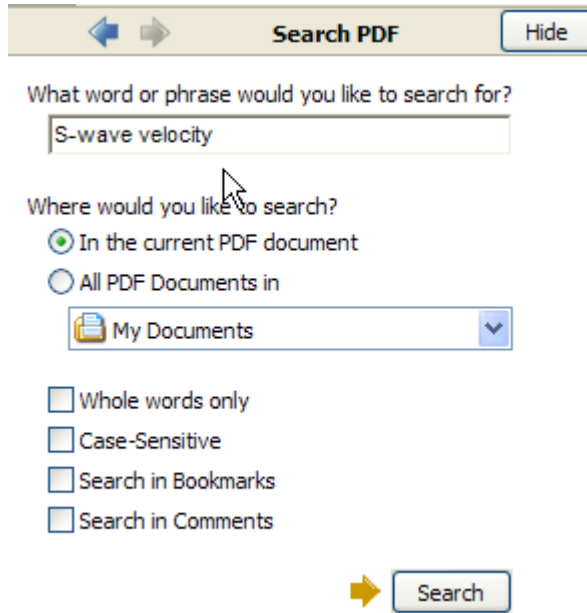 Search PDF
Hide
What word or phrase would you like to search for?
S-wave velocity
Where would you like to search?
In the current PDF document
All PDF Documents in
My Documents
Whole words only
Case-Sensitive
Search in Bookmarks
Search in Comments
Search